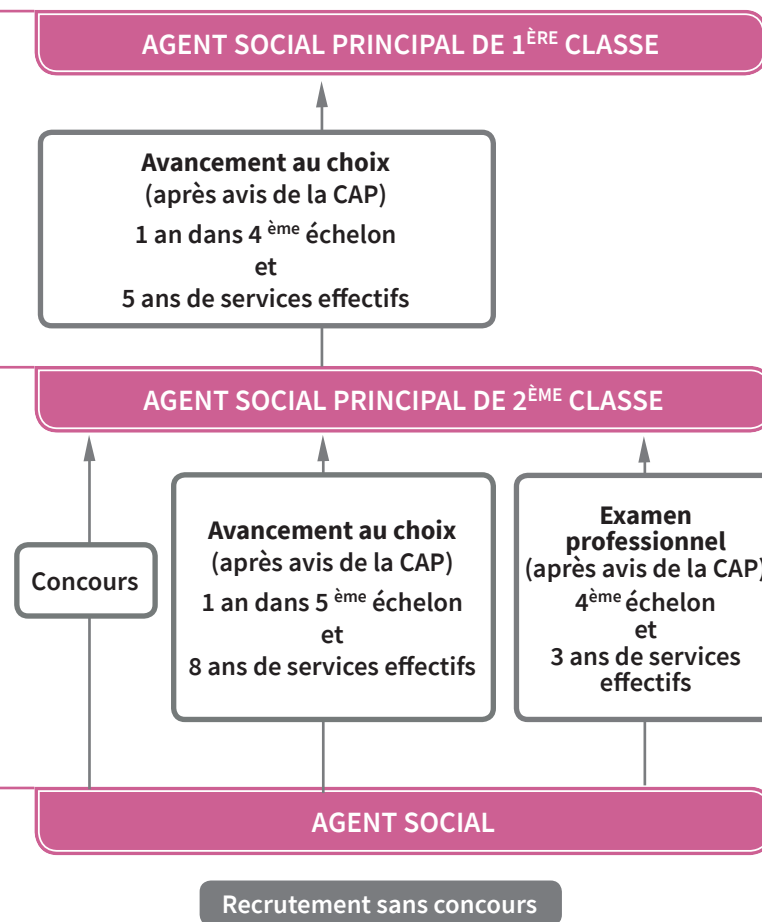 AGENT SOCIAL PRINCIPAL DE 1ÈRE CLASSE
Avancement au choix
(après avis de la CAP)
1 an dans 4 ème échelon
et
5 ans de services effectifs
AGENT SOCIAL PRINCIPAL DE 2ÈME CLASSE
Concours
Avancement au choix
(après avis de la CAP)
1 an dans 5 ème échelon
et
8 ans de services effectifs
Examen
professionnel
(après avis de la CAP)
4ème échelon
et
3 ans de services
effectifs
AGENT SOCIAL
Recrutement sans concours